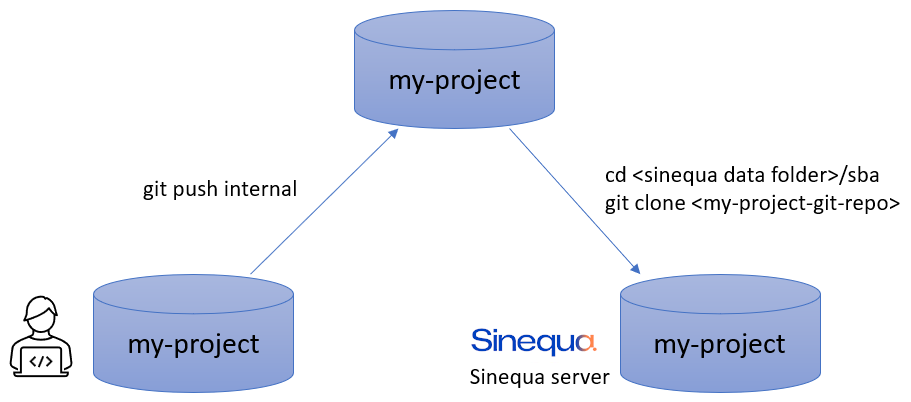 my-project
git push internal
cd <sinequa data folder>/sba
git clone <my-project-git-repo>
my-project
</>
Sinequa
Sinequa server
my-project